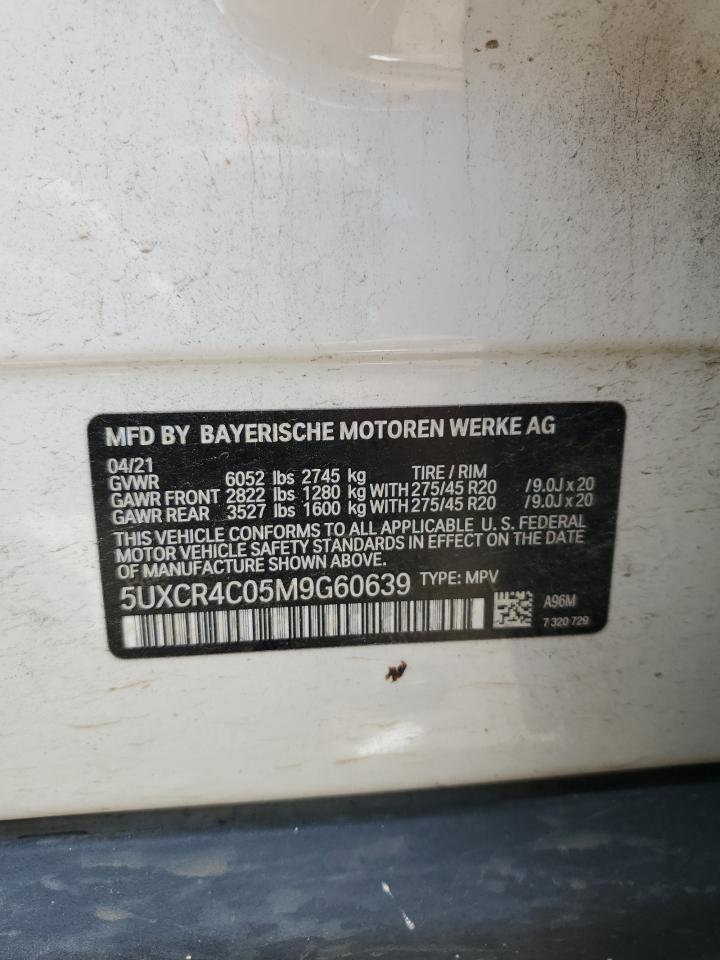 MFD BY BAYERISCHE MOTOREN WERKE AG
04/21 TIRE / RIM
GVWR 6052 lbs 2745 kg
GAWR FRONT 2822 lbs 1280 kg WITH 275/45 R20 / 9.0J x 20
GAWR REAR 3527 lbs 1600 kg WITH 275/45 R20 / 9.0J x 20
THIS VEHICLE CONFORMS TO ALL APPLICABLE U. S. FEDERAL
MOTOR VEHICLE SAFETY STANDARDS IN EFFECT ON THE DATE
OF MANUFACTURE SHOWN ABOVE.
5UXCR4C05M9G60639 TYPE: MPV
A96M
7 320 729